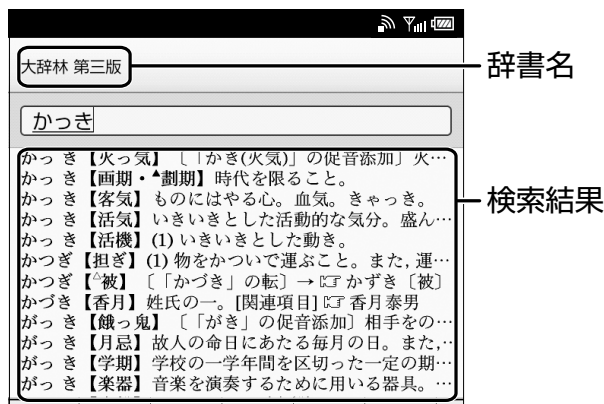 大辞林 第三版
辞書名
かっき
検索結果
かっ き【火っ気】〔「かき(火気)」の促音添加〕火…
かっ き【画期・▲劃期】時代を限ること。
かっ き【客気】ものにはやる心。血気。きゃっき。
かっ き【活気】いきいきとした活動的な気分。盛ん…
かっ き【活機】(1) いきいきとした動き。
かつぎ【担ぎ】(1) 物をかついで運ぶこと。また, 運…
かつぎ【△被】〔「かづき」の転〕→ ☞ かずき〔被〕
かづき【香月】姓氏の一。[関連項目] ☞ 香月泰男
がっ き【餓っ鬼】〔「がき」の促音添加〕相手をの…
がっ き【月忌】故人の命日にあたる毎月の日。また,…
がっ き【学期】学校の一学年間を区切った一定の期…
がっ き【楽器】音楽を演奏するために用いる器具。…